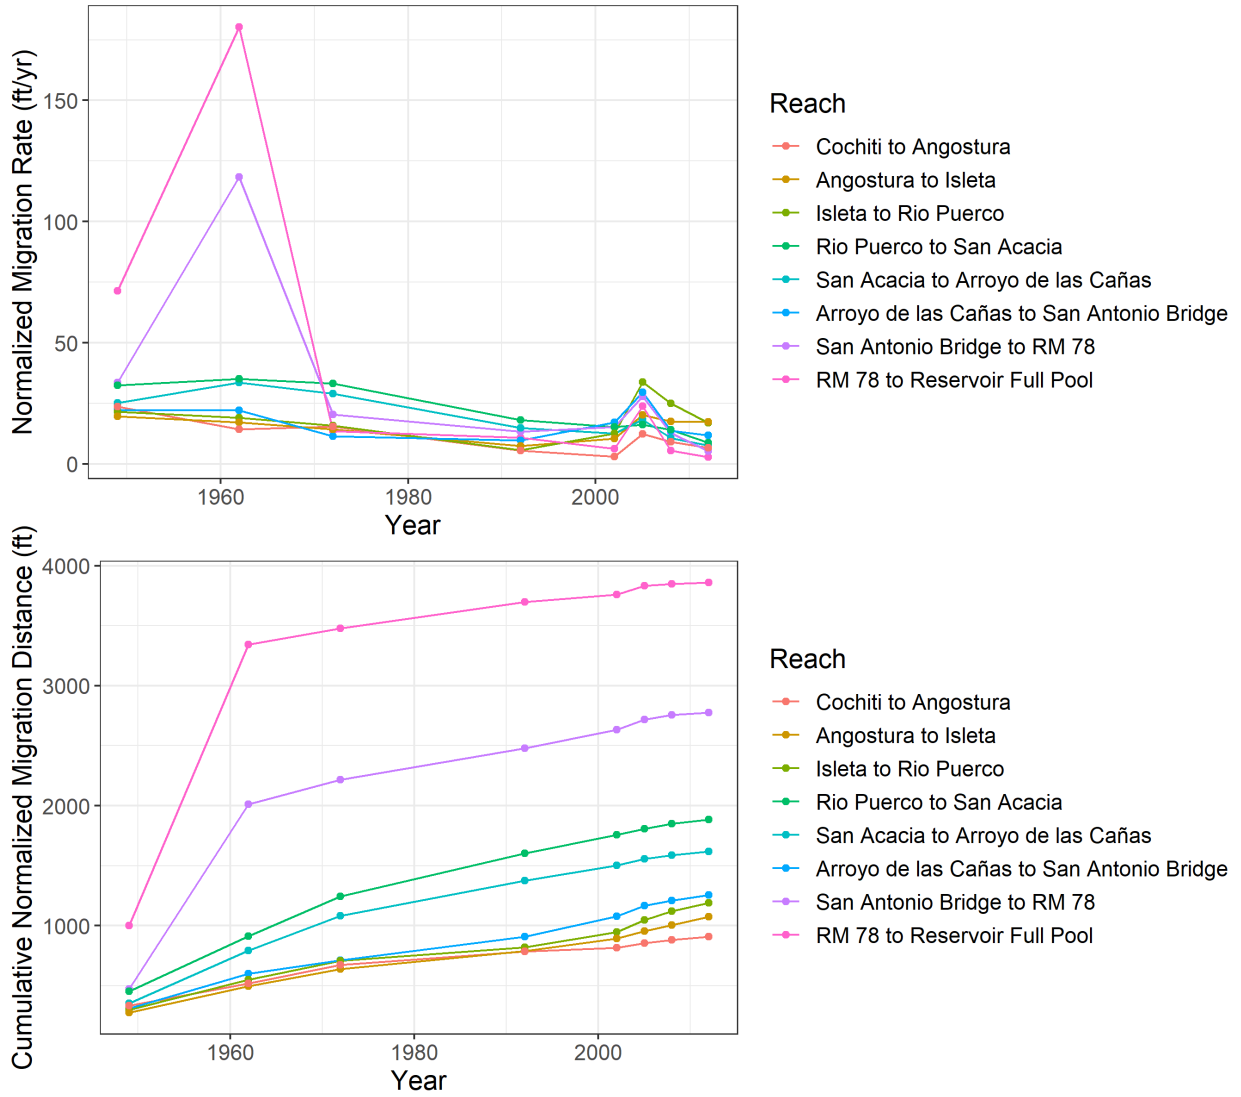 Normalized Migration Rate (ft/yr)
150
100
50
0
1960
1980
2000
Year
Reach
Cochiti to Angostura
Angostura to Isleta
Isleta to Rio Puerco
Rio Puerco to San Acacia
San Acacia to Arroyo de las Cañas
Arroyo de las Cañas to San Antonio Bridge
San Antonio Bridge to RM 78
RM 78 to Reservoir Full Pool
Cumulative Normalized Migration Distance (ft)
4000
3000
2000
1000
1960
1980
2000
Year
Reach
Cochiti to Angostura
Angostura to Isleta
Isleta to Rio Puerco
Rio Puerco to San Acacia
San Acacia to Arroyo de las Cañas
Arroyo de las Cañas to San Antonio Bridge
San Antonio Bridge to RM 78
RM 78 to Reservoir Full Pool